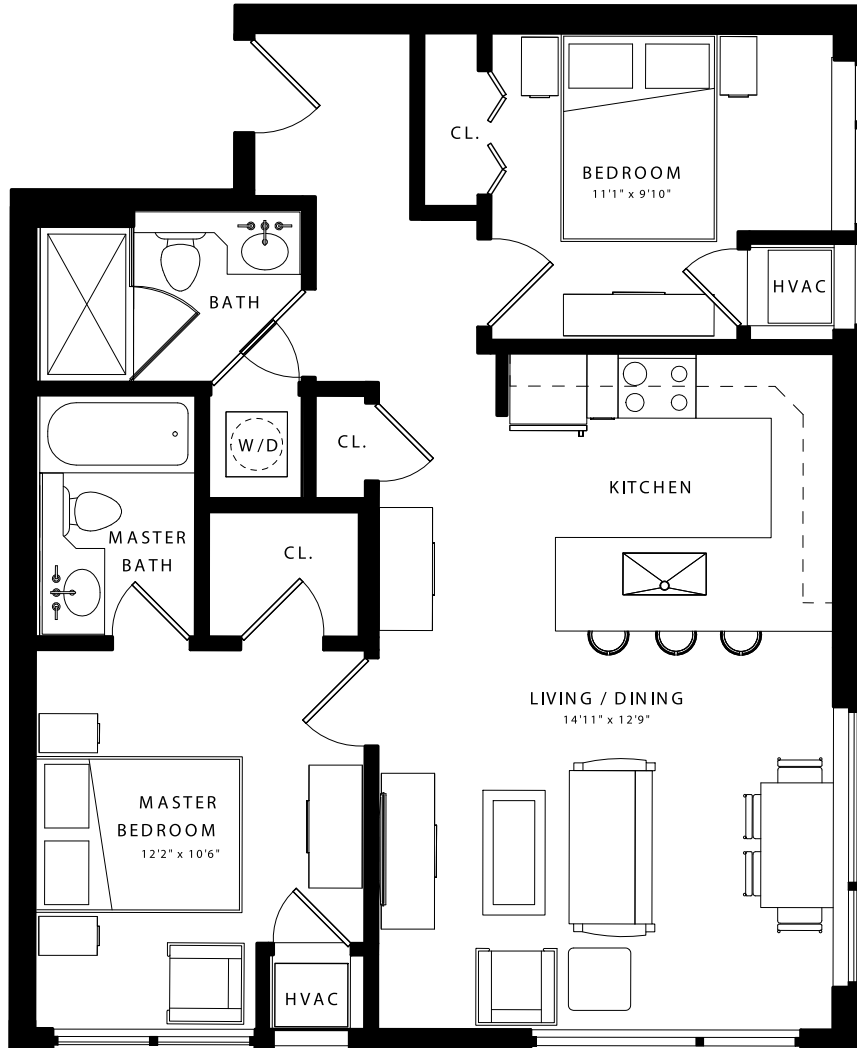 CL.
BEDROOM
11'1" x 9'10"
HVAC
BATH
W/D
CL.
KITCHEN
MASTER
BATH
CL.
LIVING / DINING
14'11" x 12'9"
MASTER
BEDROOM
12'2" x 10'6"
HVAC